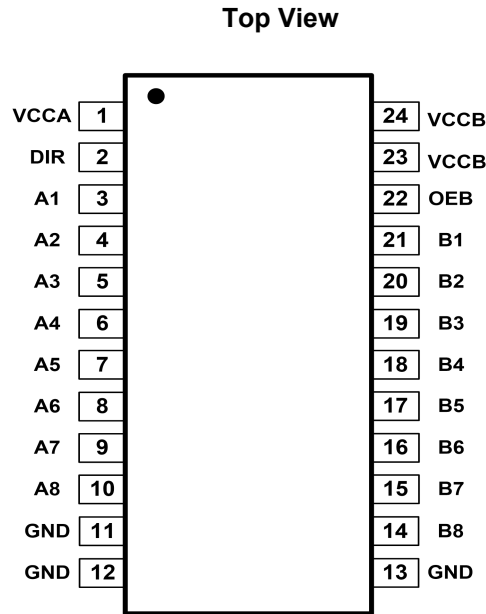 Top View
VCCA 1 24 VCCB
DIR 2 23 VCCB
A1 3 22 OEB
A2 4 21 B1
A3 5 20 B2
A4 6 19 B3
A5 7 18 B4
A6 8 17 B5
A7 9 16 B6
A8 10 15 B7
GND 11 14 B8
GND 12 13 GND